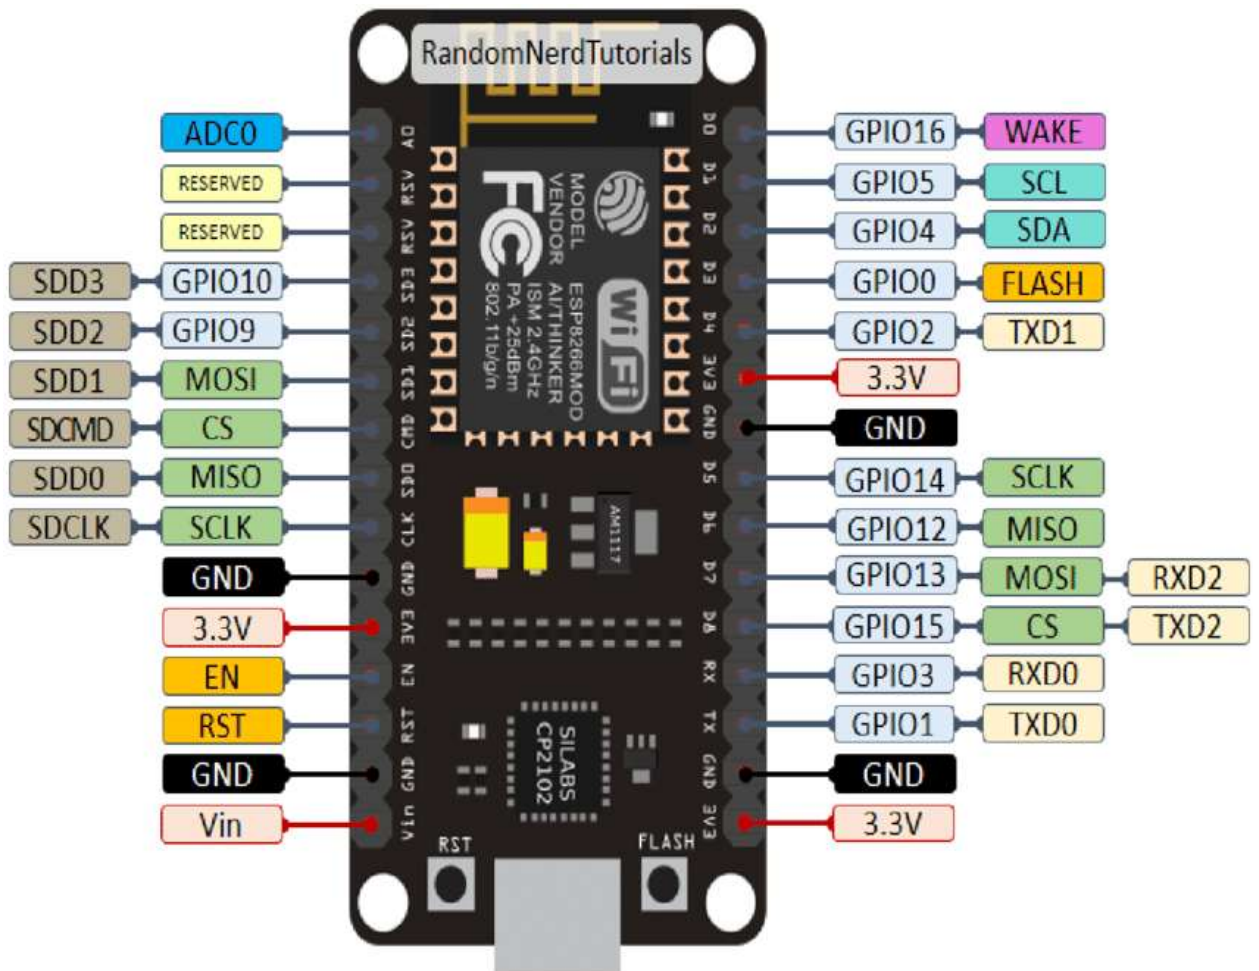 RandomNerdTutorials
ADC0 A0 D0 GPIO16 WAKE
RESERVED RSV D1 GPIO5 SCL
RESERVED RSV D2 GPIO4 SDA
SDD3 GPIO10 SD3 D3 GPIO0 FLASH
SDD2 GPIO9 SD2 D4 GPIO2 TXD1
SDD1 MOSI SD1 3V3 3.3V
SDCMD CS CMD GND GND
SDD0 MISO SD0 D5 GPIO14 SCLK
SDCLK SCLK CLK D6 GPIO12 MISO
GND GND D7 GPIO13 MOSI RXD2
3.3V 3V3 D8 GPIO15 CS TXD2
EN EN RX GPIO3 RXD0
RST RST TX GPIO1 TXD0
GND GND GND GND
Vin Vin 3V3 3.3V
MODEL
VENDOR
ESP8266MOD
AI/THINKER
ISM 2.4GHz
PA +25dBm
802.11b/g/n
FC
WiFi
AM1117
SILABS
CP2102
RST
FLASH